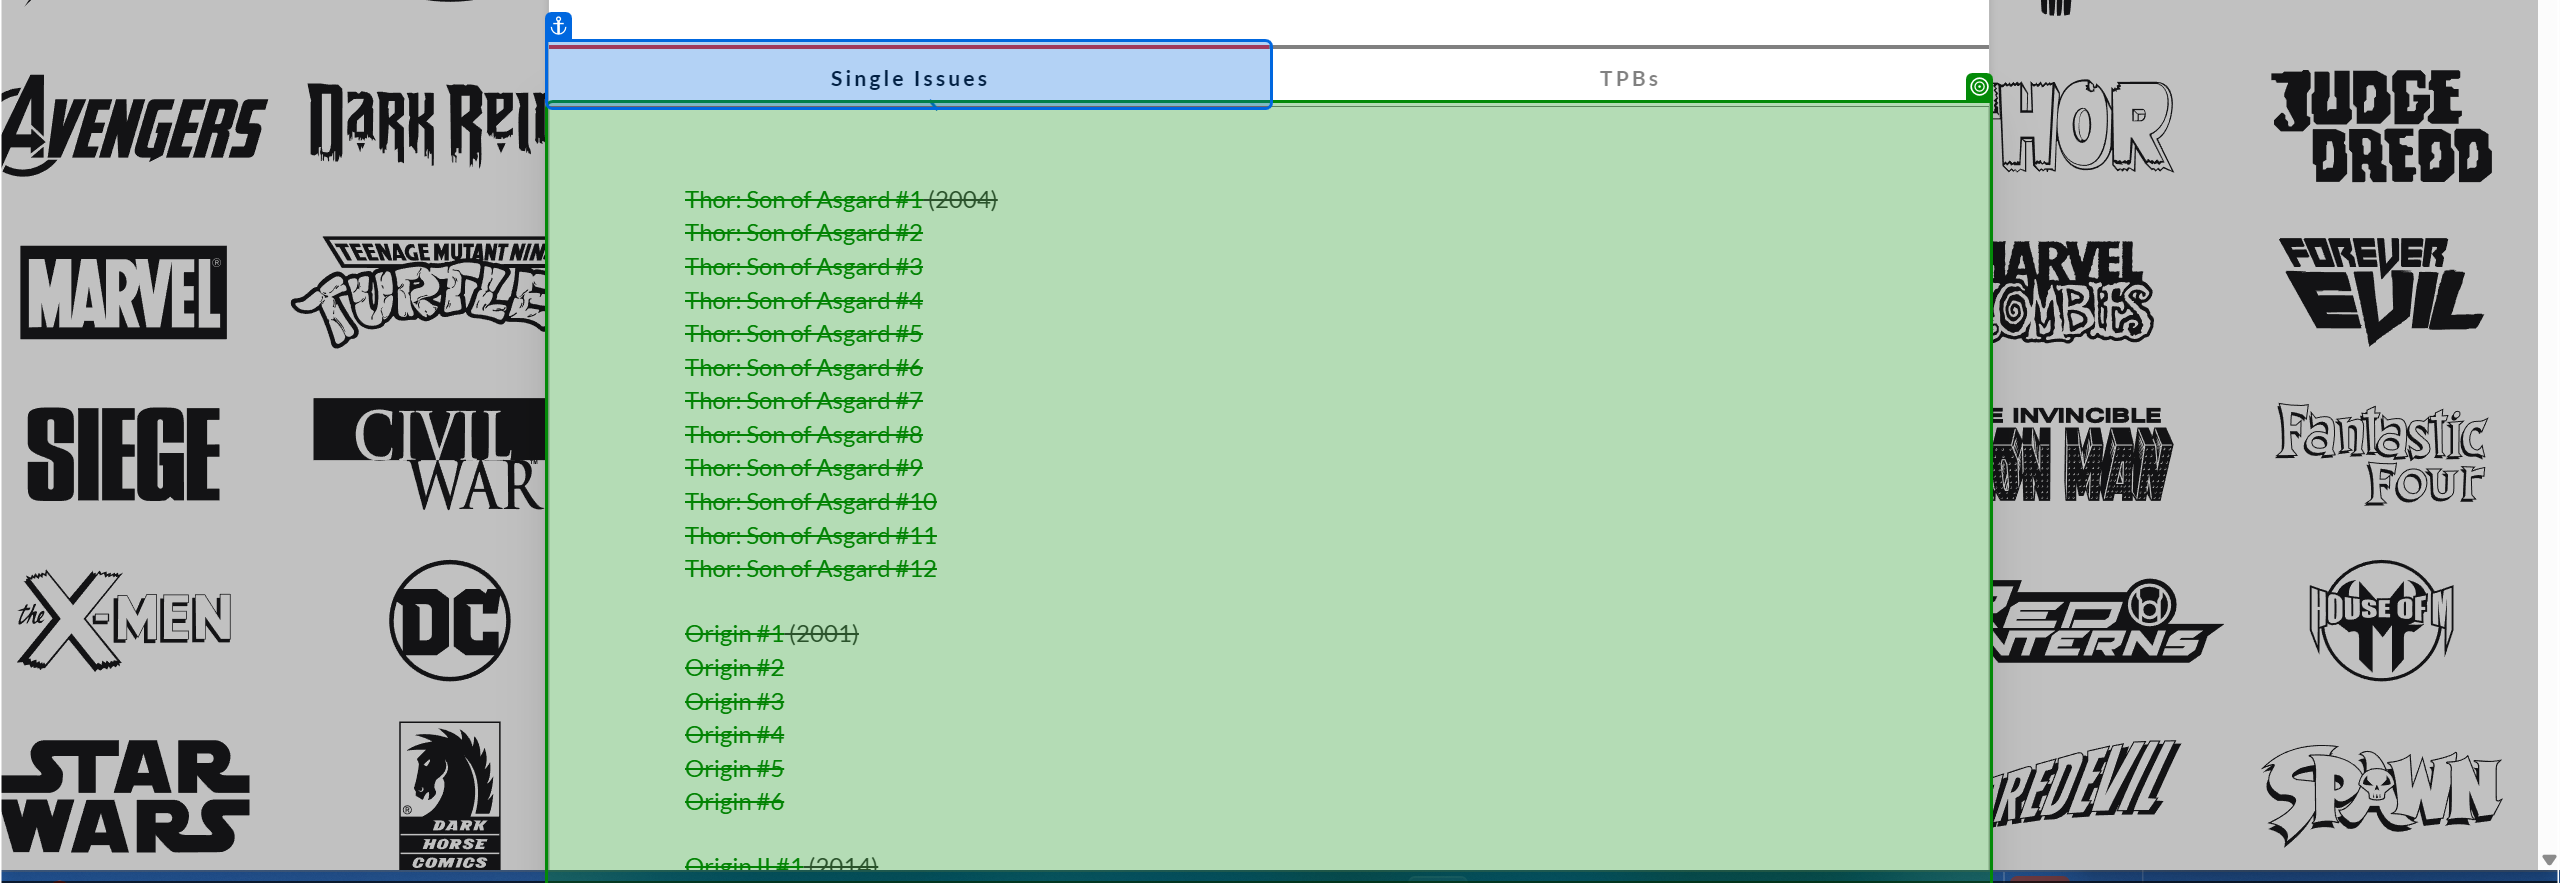 Single Issues
TPBs
AVENGERS
DARK REI
THOR
JUDGE
DREDD
Thor: Son of Asgard #1 (2004)
Thor: Son of Asgard #2
Thor: Son of Asgard #3
Thor: Son of Asgard #4
Thor: Son of Asgard #5
Thor: Son of Asgard #6
Thor: Son of Asgard #7
Thor: Son of Asgard #8
Thor: Son of Asgard #9
Thor: Son of Asgard #10
Thor: Son of Asgard #11
Thor: Son of Asgard #12
Origin #1 (2001)
Origin #2
Origin #3
Origin #4
Origin #5
Origin #6
Origin II #1 (2014)
MARVEL®
TEENAGE MUTANT NIN
TURTLE
MARVEL
ZOMBIES
FOREVER
EVIL
SIEGE
CIVIL
WAR™
E INVINCIBLE
ON MAN
Fantastic
Four
the X-MEN
DC
RED
NTERNS
HOUSE OF M
STAR
WARS
®
DARK
HORSE
COMICS
REDEVIL
SPAWN